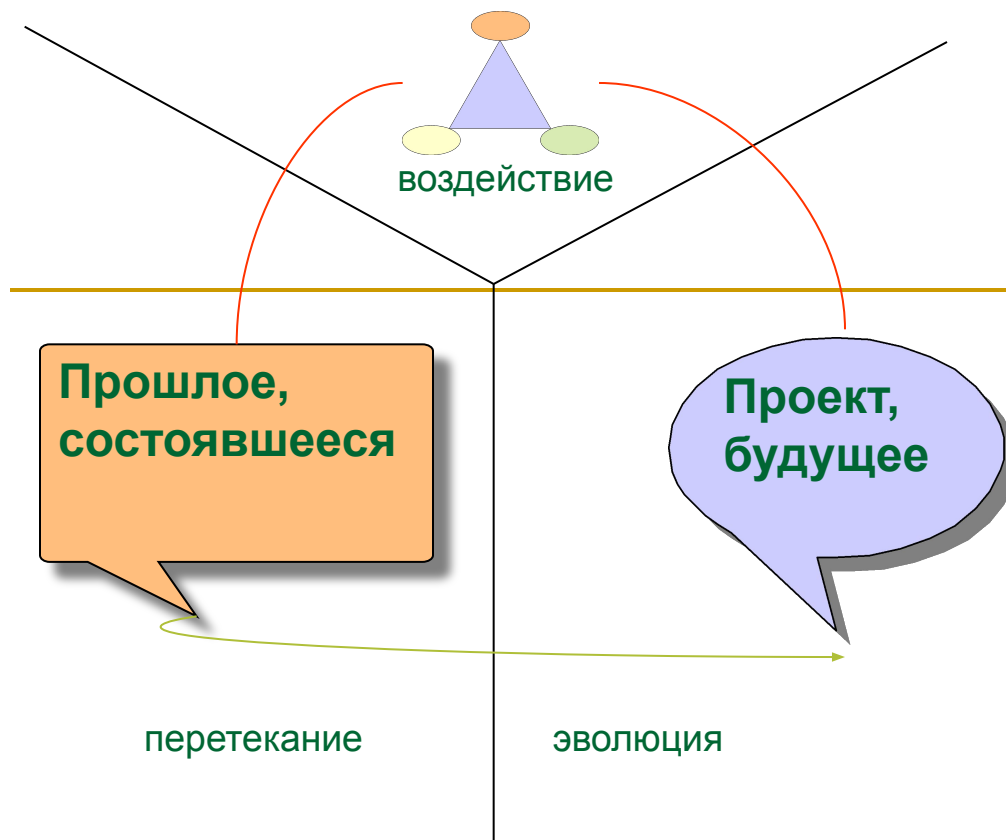 воздействие
Прошлое,
состоявшееся
Проект,
будущее
перетекание
эволюция